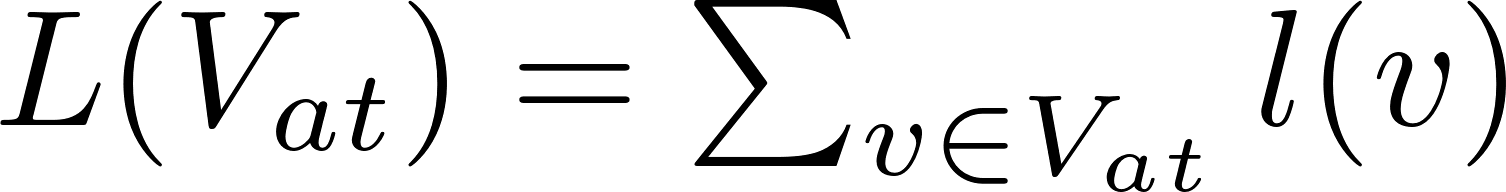 L(V_{at}) = \sum_{v \in V_{at}} l(v)